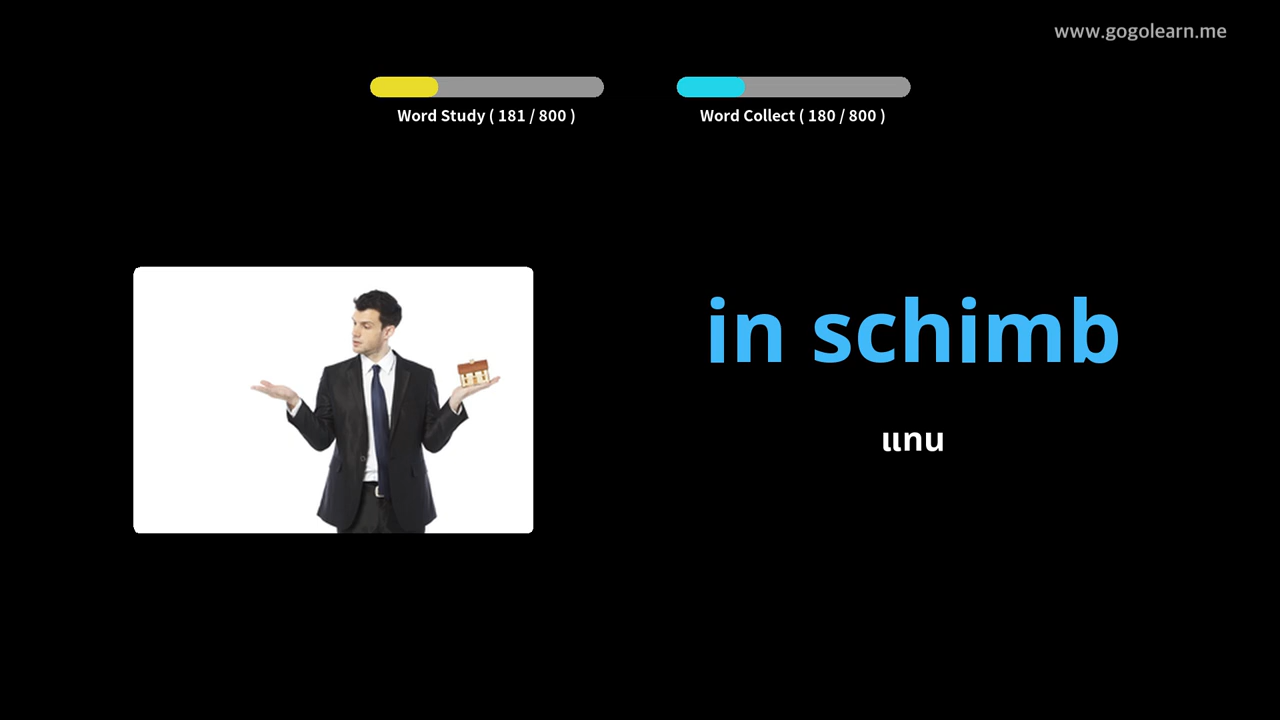 www.gogolearn.me
Word Study ( 181 / 800 )
Word Collect ( 180 / 800 )
in schimb
แทน